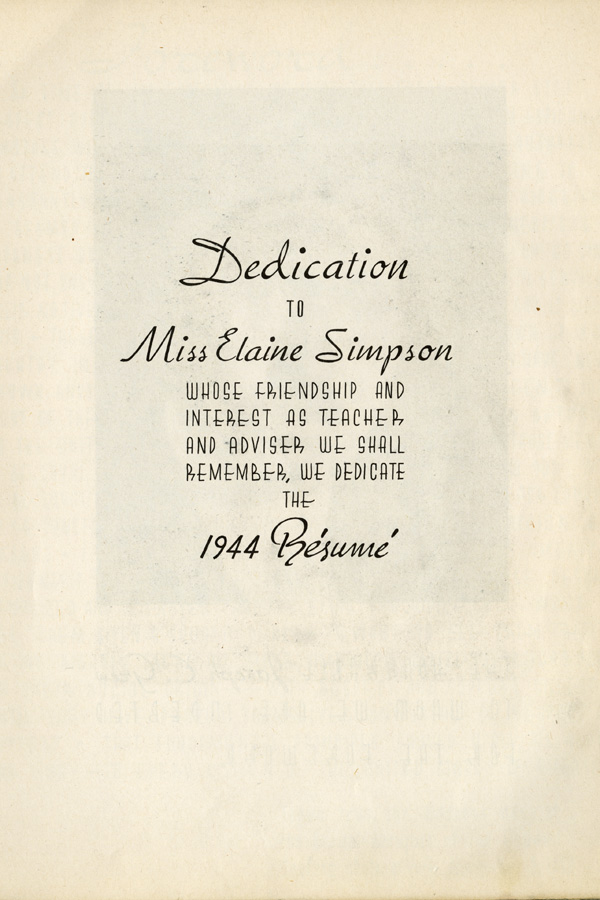 Dedication
TO
Miss Elaine Simpson
WHOSE FRIENDSHIP AND
INTEREST AS TEACHER
AND ADVISER WE SHALL
REMEMBER, WE DEDICATE
THE
1944 Résumé